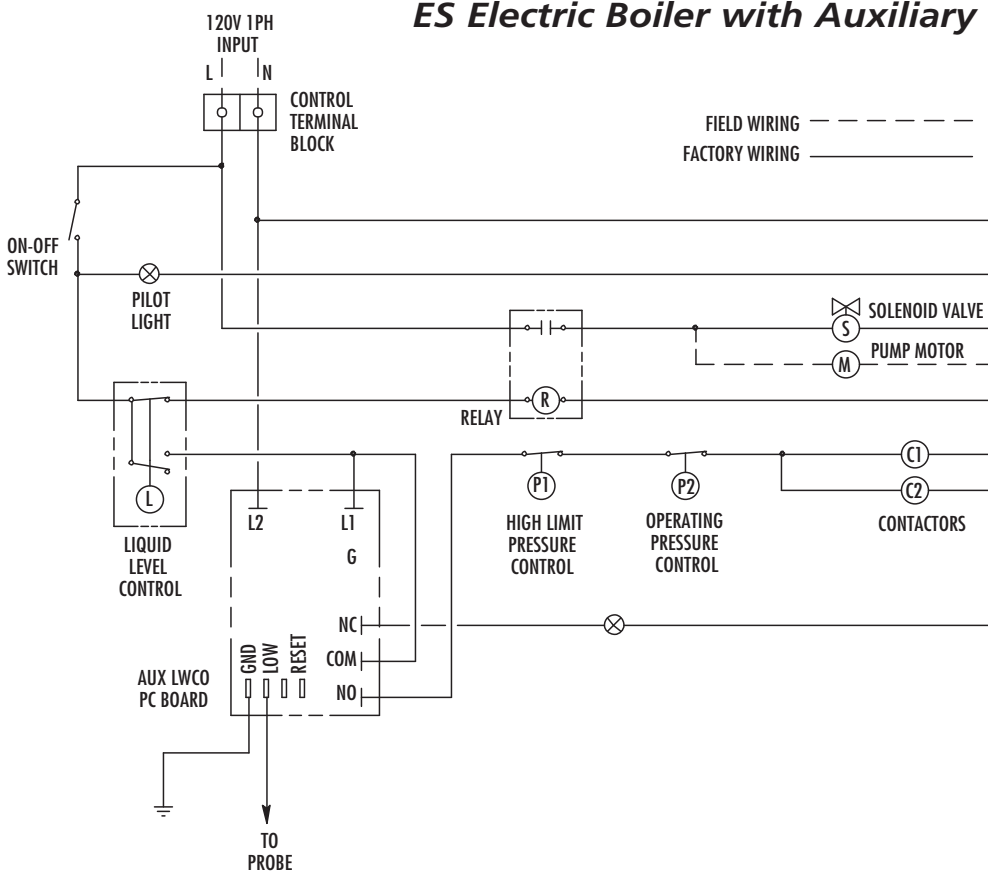 ES Electric Boiler with Auxiliary
120V 1PH
INPUT
L
N
CONTROL
TERMINAL
BLOCK
FIELD WIRING
FACTORY WIRING
ON-OFF
SWITCH
PILOT
LIGHT
SOLENOID VALVE
S
PUMP MOTOR
M
RELAY
R
L
LIQUID
LEVEL
CONTROL
L2
L1
G
P1
HIGH LIMIT
PRESSURE
CONTROL
P2
OPERATING
PRESSURE
CONTROL
C1
C2
CONTACTORS
NC
COM
NO
GND
LOW
RESET
AUX LWCO
PC BOARD
TO
PROBE